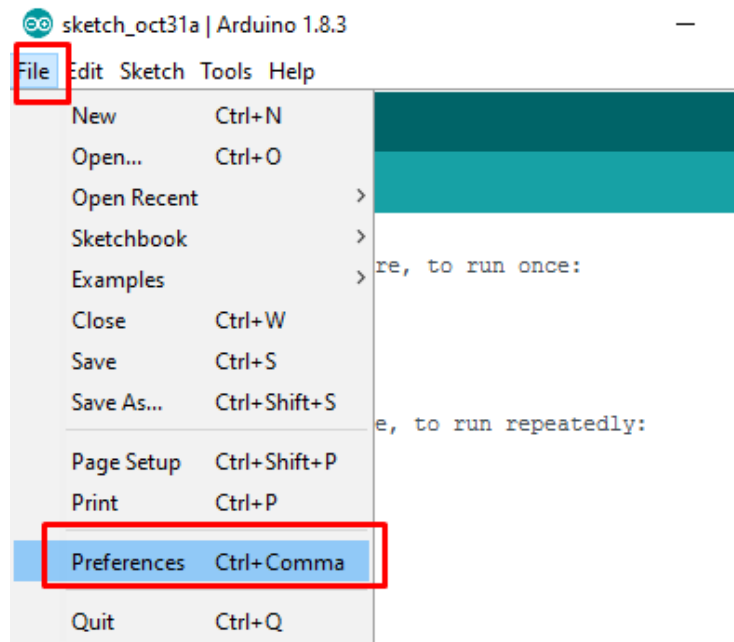 sketch_oct31a | Arduino 1.8.3
File Edit Sketch Tools Help
New Ctrl+N
Open... Ctrl+O
Open Recent
Sketchbook
Examples
re, to run once:
Close Ctrl+W
Save Ctrl+S
Save As... Ctrl+Shift+S
e, to run repeatedly:
Page Setup Ctrl+Shift+P
Print Ctrl+P
Preferences Ctrl+Comma
Quit Ctrl+Q